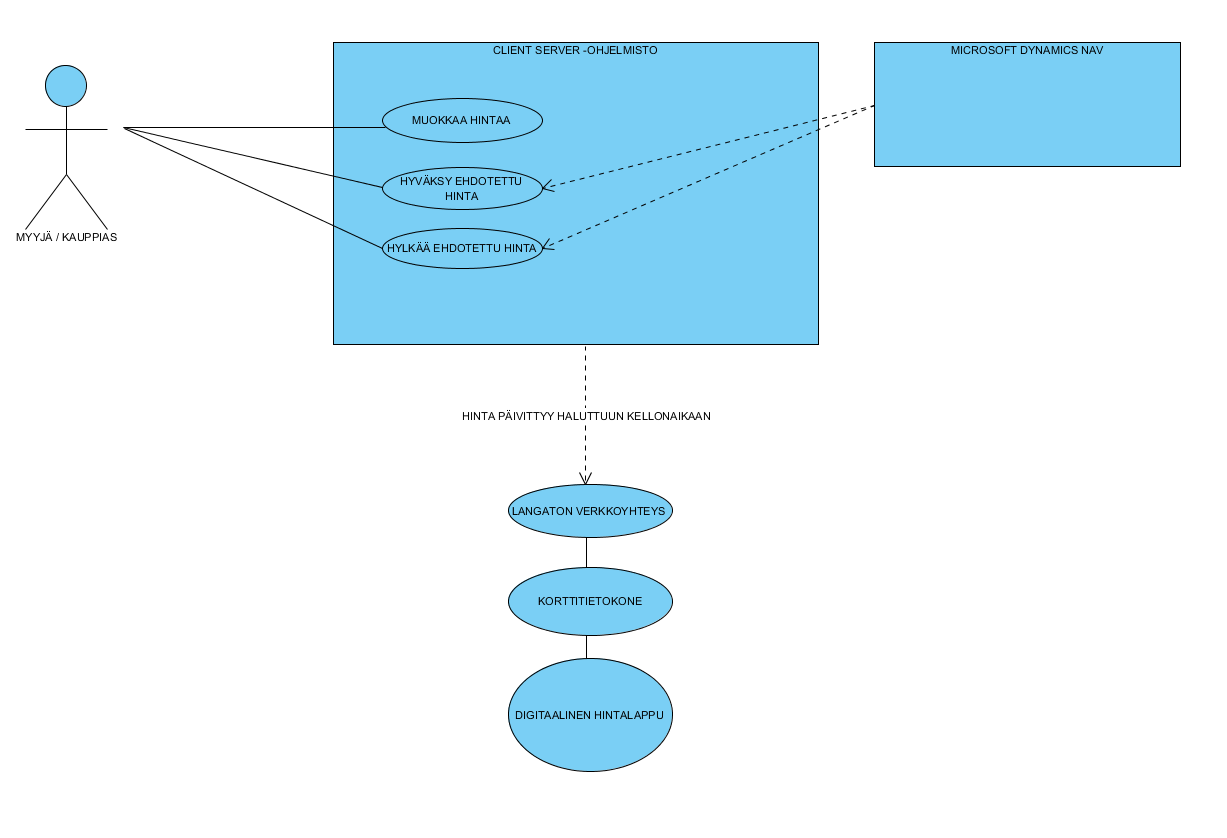 CLIENT SERVER -OHJELMISTO
MICROSOFT DYNAMICS NAV
MUOKKAA HINTAA
HYVÄKSY EHDOTETTU
HINTA
HYLKÄÄ EHDOTETTU HINTA
MYYJÄ / KAUPPIAS
HINTA PÄIVITTYY HALUTTUUN KELLONAIKAAN
LANGATON VERKKOYHTEYS
KORTTITIETOKONE
DIGITAALINEN HINTALAPPU